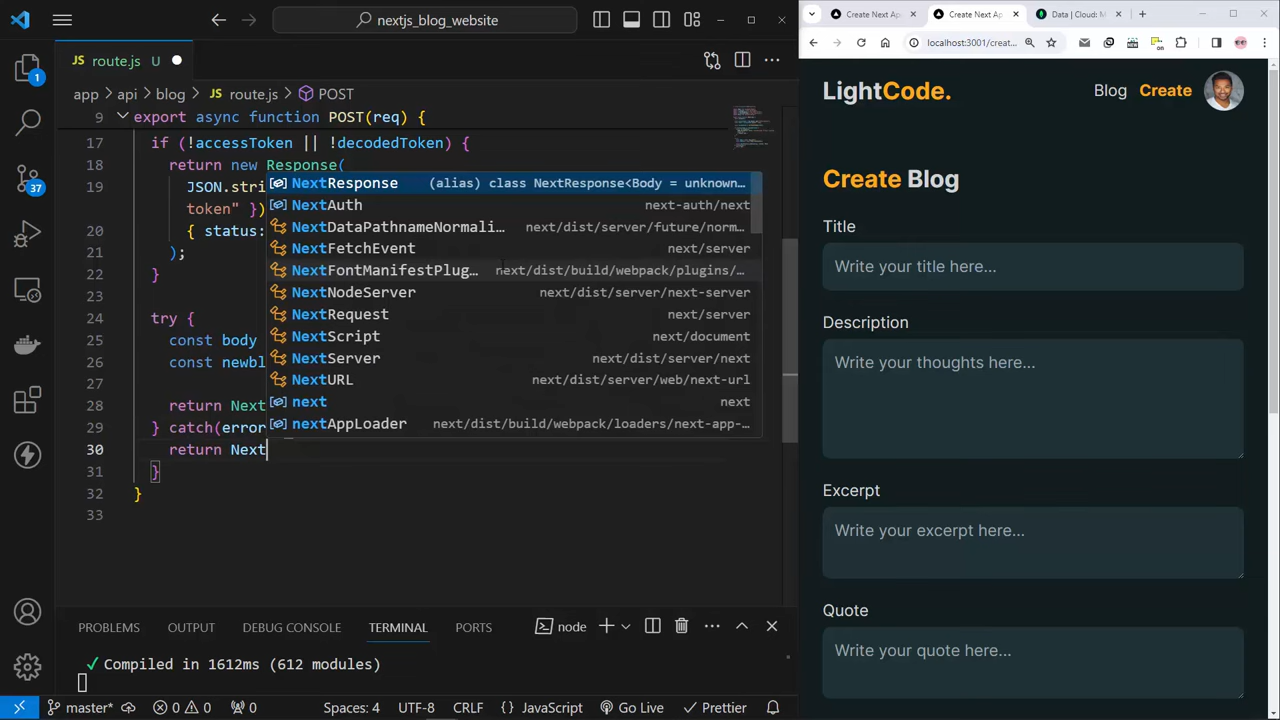 nextjs_blog_website
Create Next Ap
Create Next Ap
Data | Cloud: M
localhost:3001/creat...
JS route.js U
app > api > blog > JS route.js > POST
9 export async function POST(req) {
17 if (!accessToken || !decodedToken) {
18 return new Response(
19 JSON.stri
token" })
20 { status:
21 );
22 }
23
24 try {
25 const body
26 const newbl
27
28 return Next
29 } catch(error
30 return Next
31 }
32 }
33
NextResponse (alias) class NextResponse<Body = unknown…
NextAuth next-auth/next
NextDataPathnameNormali… next/dist/server/future/norm…
NextFetchEvent next/server
NextFontManifestPlug… next/dist/build/webpack/plugins/…
NextNodeServer next/dist/server/next-server
NextRequest next/server
NextScript next/document
NextServer next/dist/server/next
NextURL next/dist/server/web/next-url
next next
nextAppLoader next/dist/build/webpack/loaders/next-app-…
1
37
PROBLEMS OUTPUT DEBUG CONSOLE TERMINAL PORTS node
✓ Compiled in 1612ms (612 modules)
master* 0 0 0 Spaces: 4 UTF-8 CRLF {} JavaScript Go Live Prettier
LightCode. Blog Create
Create Blog
Title
Write your title here...
Description
Write your thoughts here...
Excerpt
Write your excerpt here...
Quote
Write your quote here...